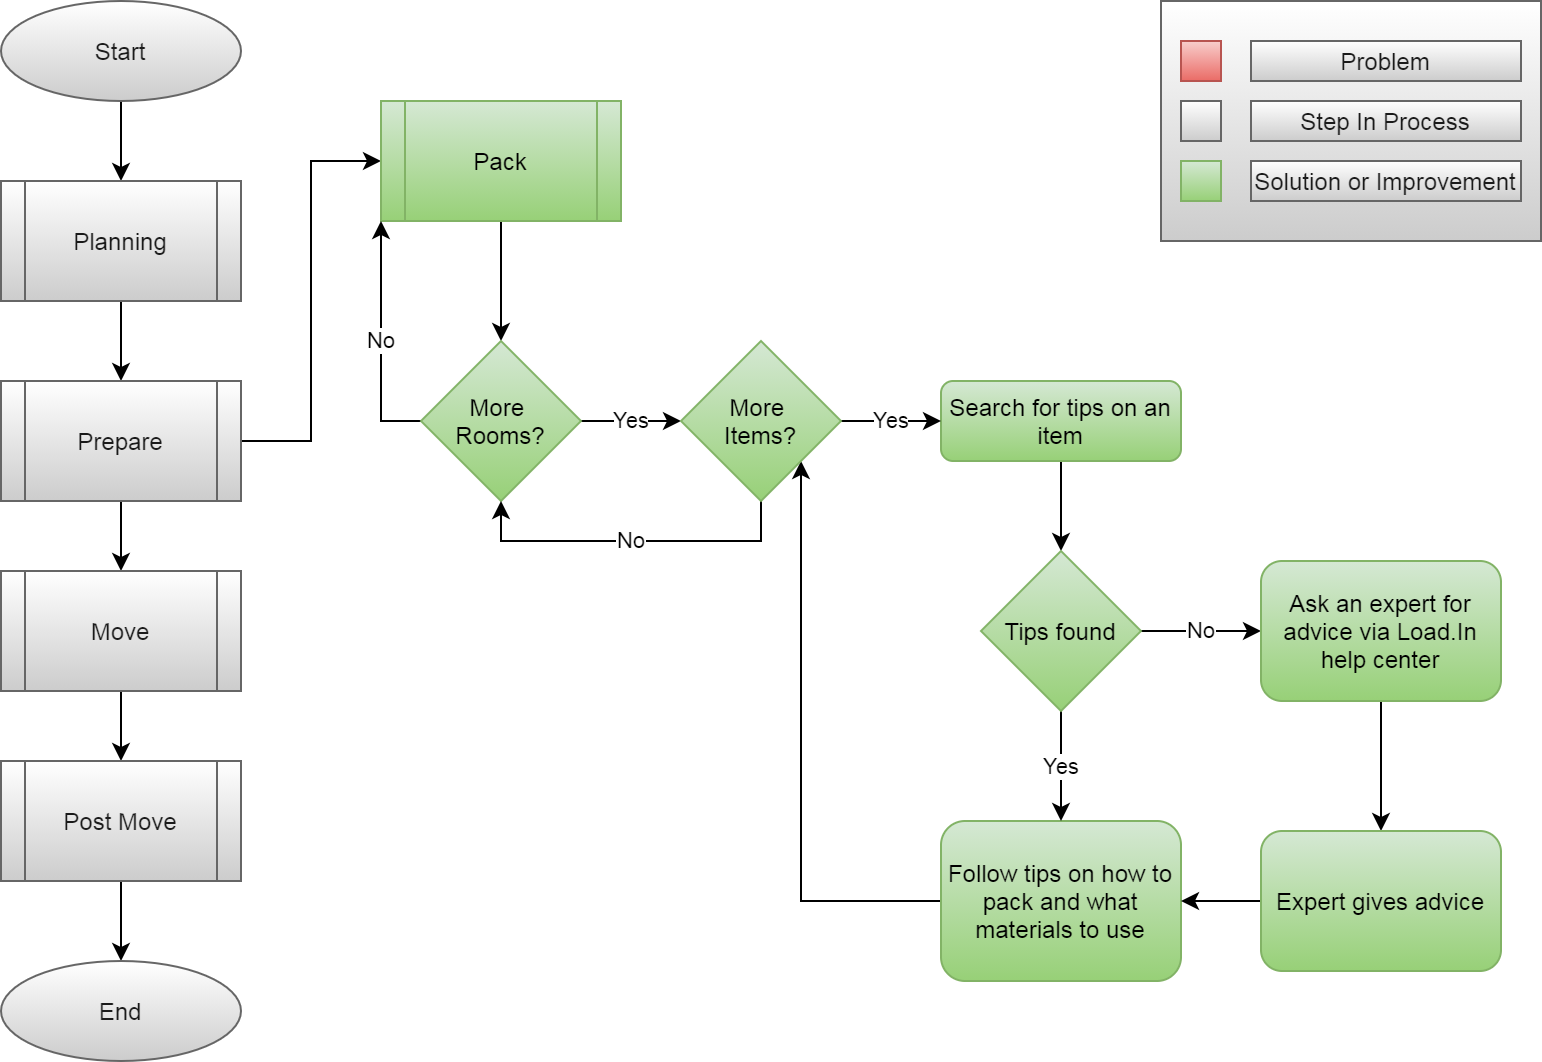 Start
Planning
Prepare
Move
Post Move
End
Pack
No
More
Rooms?
Yes
More
Items?
No
Yes
Search for tips on an
item
Tips found
No
Ask an expert for
advice via Load.In
help center
Yes
Follow tips on how to
pack and what
materials to use
Expert gives advice
Problem
Step In Process
Solution or Improvement